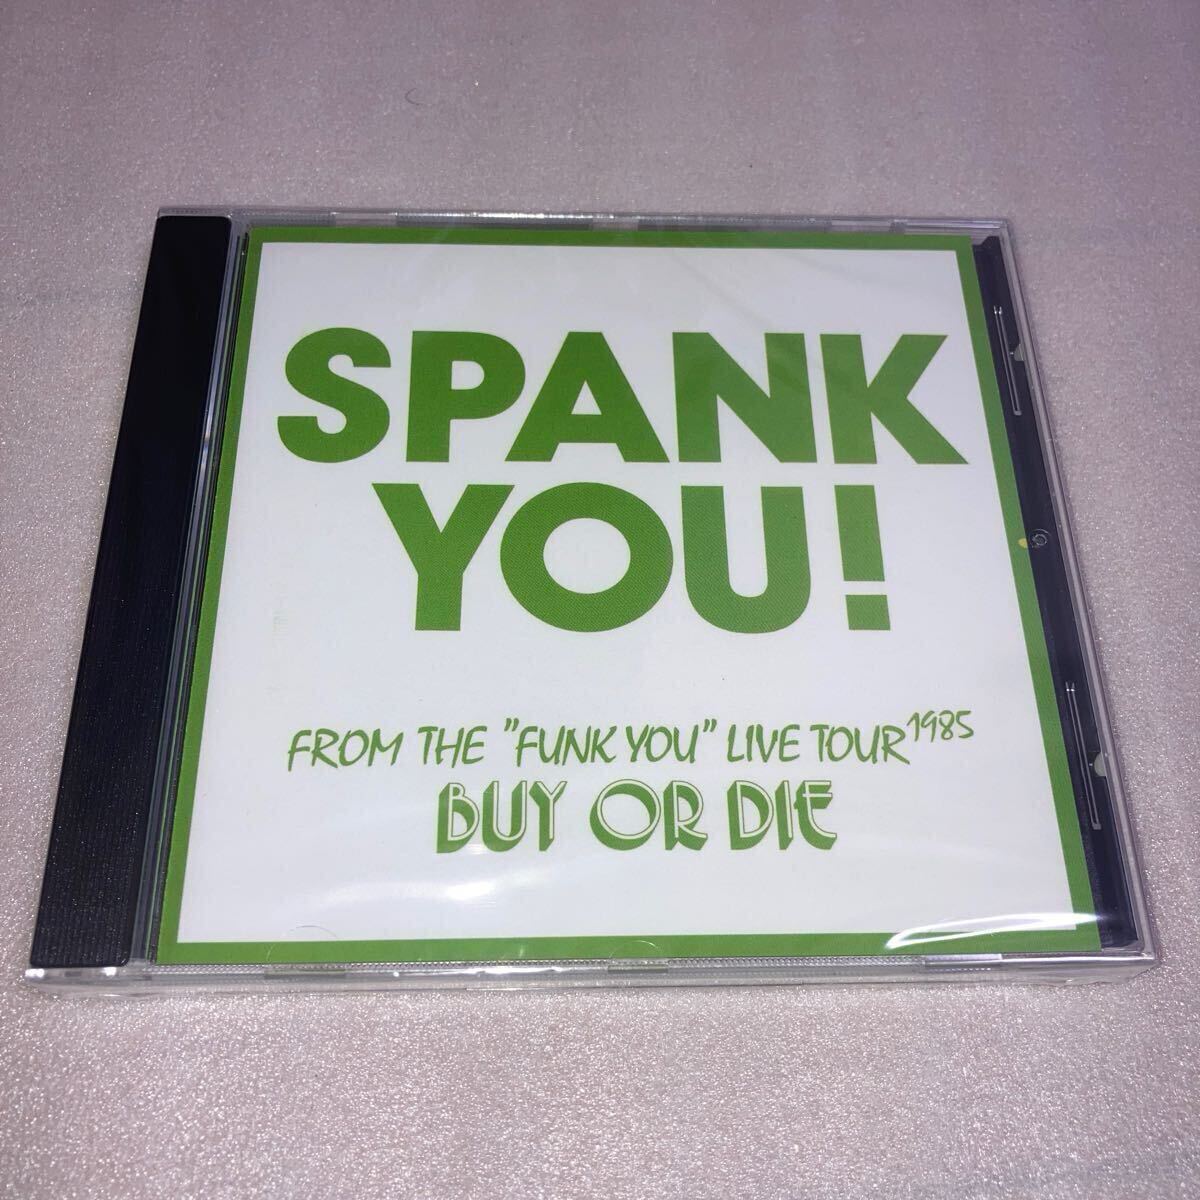 SPANK
YOU!
FROM THE "FUNK YOU" LIVE TOUR 1985
BUY OR DIE